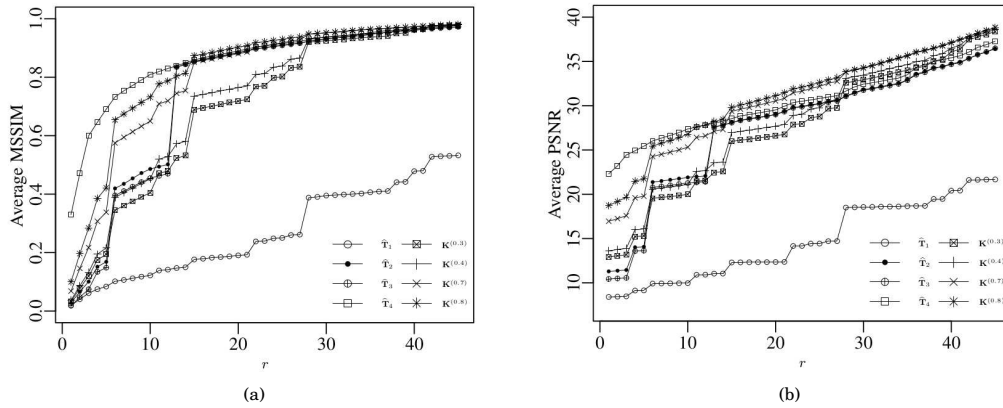 Average MSSIM
1.0
0.8
0.6
0.4
0.2
0.0
0
10
20
30
40
r
T̂₁ K^(0.3)
T̂₂ K^(0.4)
T̂₃ K^(0.7)
T̂₄ K^(0.8)
(a)
Average PSNR
40
35
30
25
20
15
10
0
10
20
30
40
r
T̂₁ K^(0.3)
T̂₂ K^(0.4)
T̂₃ K^(0.7)
T̂₄ K^(0.8)
(b)